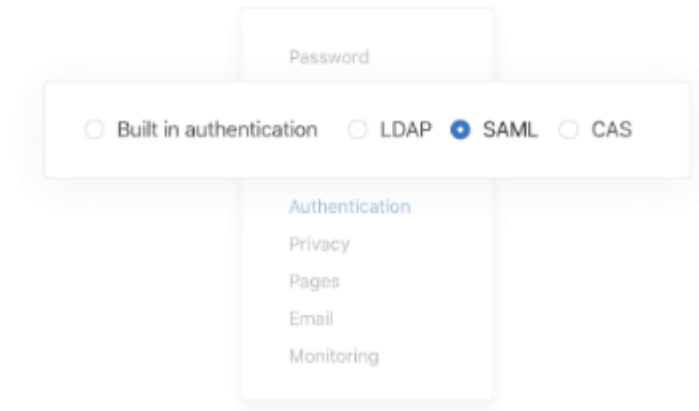 Password
Built in authentication LDAP SAML CAS
Authentication
Privacy
Pages
Email
Monitoring